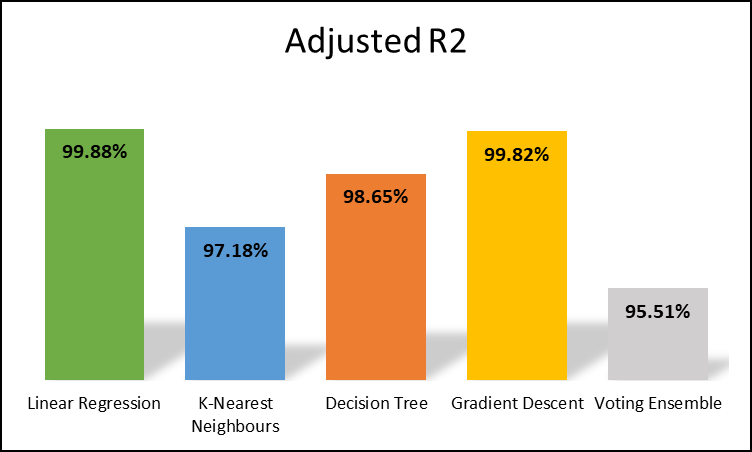 Adjusted R2
99.88%
97.18%
98.65%
99.82%
95.51%
Linear Regression
K-Nearest
Neighbours
Decision Tree
Gradient Descent
Voting Ensemble